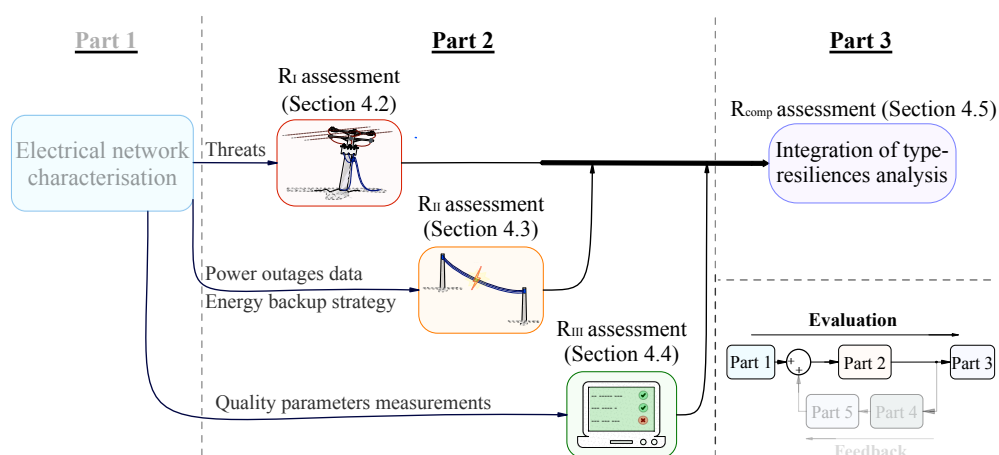 Part 1
Part 2
Part 3
RI assessment
(Section 4.2)
Rcomp assessment (Section 4.5)
Electrical network
characterisation
Threats
Integration of type-
resiliences analysis
RII assessment
(Section 4.3)
Power outages data
Energy backup strategy
RIII assessment
(Section 4.4)
Quality parameters measurements
Evaluation
Part 1
+
+
Part 2
Part 3
Part 5
Part 4
Feedback